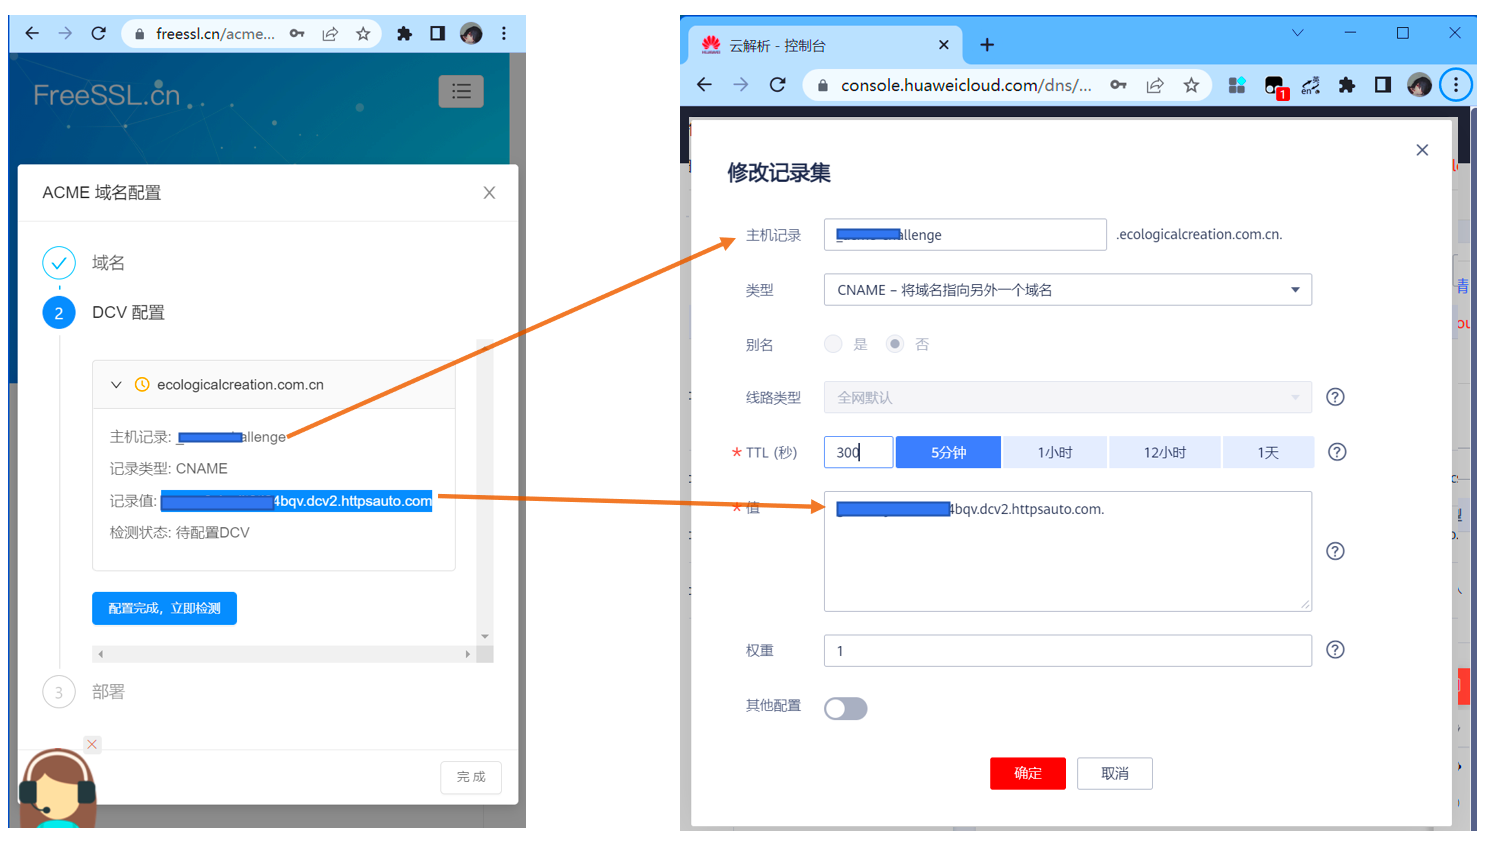 freessl.cn/acme...
FreeSSL.cn
ACME 域名配置
域名
2
DCV 配置
ecologicalcreation.com.cn
主机记录: allenge
记录类型: CNAME
记录值: 4bqv.dcv2.httpsauto.com
检测状态: 待配置DCV
配置完成，立即检测
3
部署
完成
云解析 - 控制台
console.huaweicloud.com/dns/...
1
修改记录集
主机记录
allenge
.ecologicalcreation.com.cn.
类型
CNAME – 将域名指向另外一个域名
别名
是
否
线路类型
全网默认
* TTL (秒)
300
5分钟
1小时
12小时
1天
* 值
4bqv.dcv2.httpsauto.com.
权重
1
其他配置
确定
取消